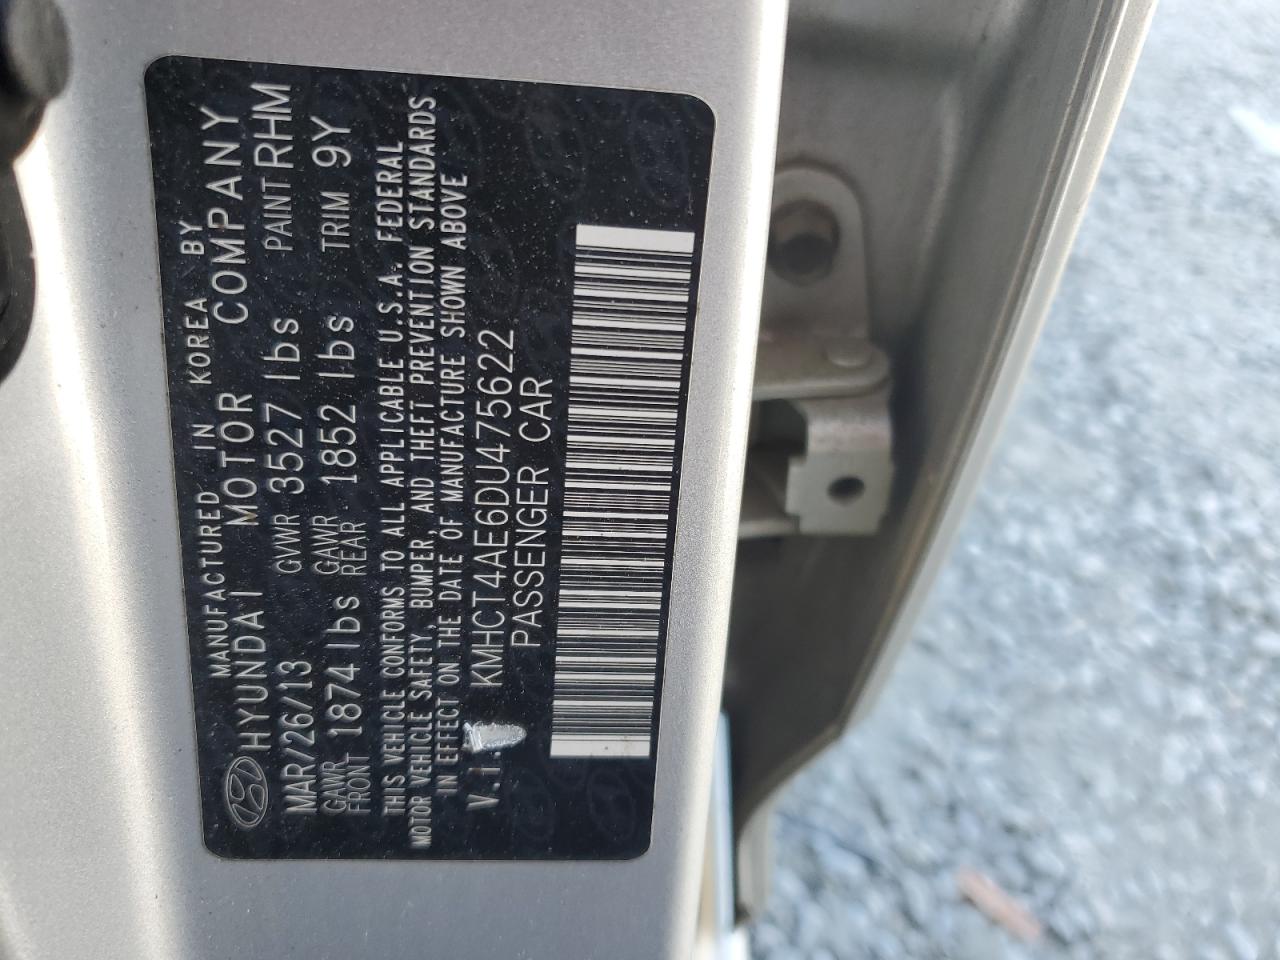 MANUFACTURED IN KOREA BY
HYUNDAI MOTOR COMPANY
MAR/26/13 GVWR 3527 lbs PAINT RHM
GAWR FRONT 1874 lbs GAWR REAR 1852 lbs TRIM 9Y
THIS VEHICLE CONFORMS TO ALL APPLICABLE U.S.A. FEDERAL
MOTOR VEHICLE SAFETY, BUMPER, AND THEFT PREVENTION STANDARDS
IN EFFECT ON THE DATE OF MANUFACTURE SHOWN ABOVE
V.I. KMHCT4AE6DU475622
PASSENGER CAR